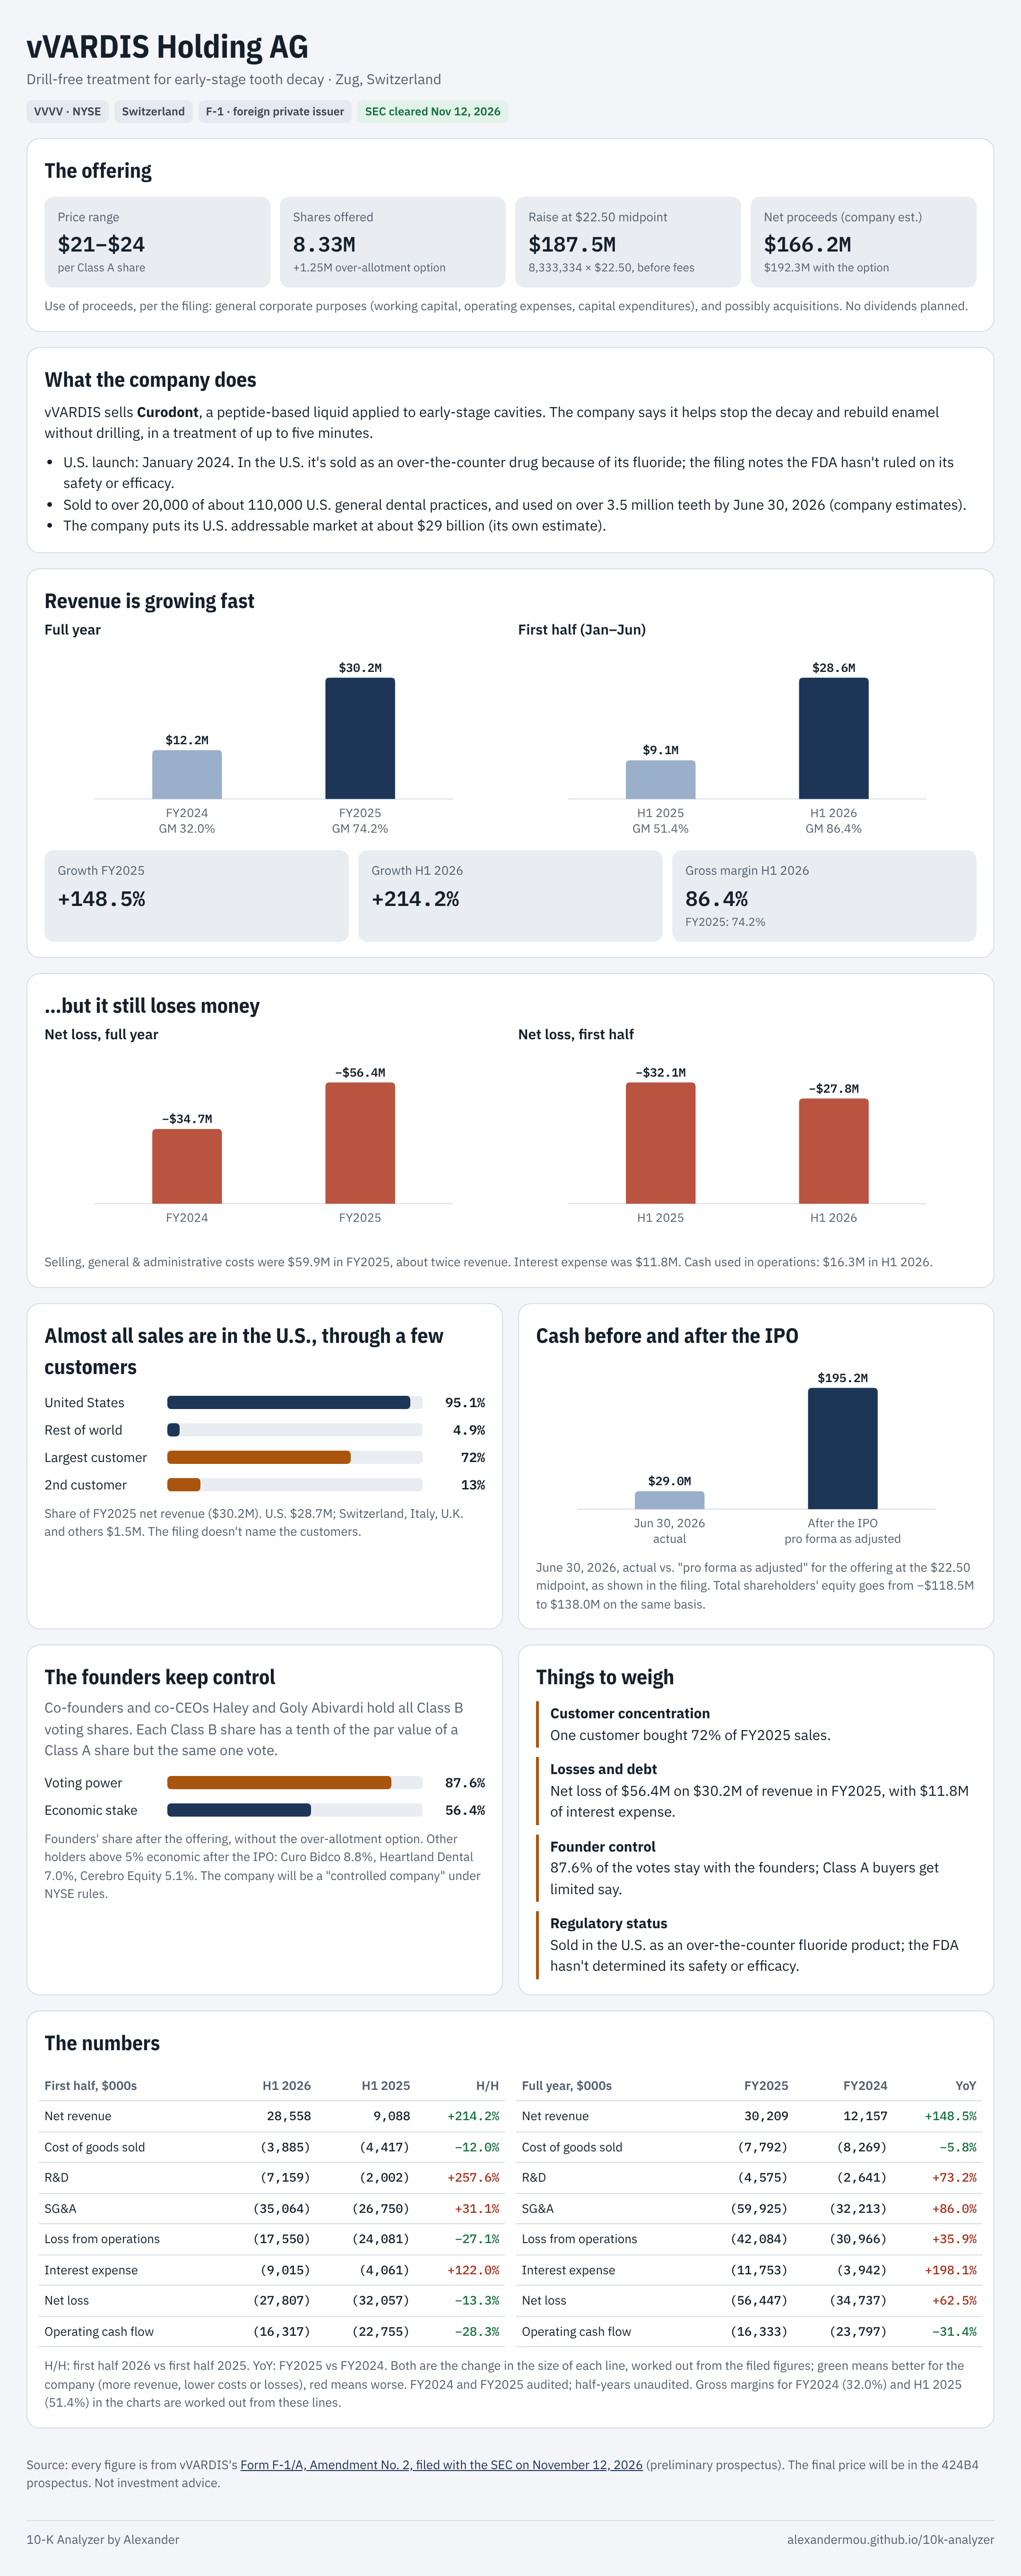 vVARDIS Holding AG
Drill-free treatment for early-stage tooth decay · Zug, Switzerland
VVVV · NYSE
Switzerland
F-1 · foreign private issuer
SEC cleared Nov 12, 2026
The offering
Price range
$21–$24
per Class A share
Shares offered
8.33M
+1.25M over-allotment option
Raise at $22.50 midpoint
$187.5M
8,333,334 × $22.50, before fees
Net proceeds (company est.)
$166.2M
$192.3M with the option
Use of proceeds, per the filing: general corporate purposes (working capital, operating expenses, capital expenditures), and possibly acquisitions. No dividends planned.
What the company does
vVARDIS sells Curodont, a peptide-based liquid applied to early-stage cavities. The company says it helps stop the decay and rebuild enamel
without drilling, in a treatment of up to five minutes.
• U.S. launch: January 2024. In the U.S. it's sold as an over-the-counter drug because of its fluoride; the filing notes the FDA hasn't ruled on its
safety or efficacy.
• Sold to over 20,000 of about 110,000 U.S. general dental practices, and used on over 3.5 million teeth by June 30, 2026 (company estimates).
• The company puts its U.S. addressable market at about $29 billion (its own estimate).
Revenue is growing fast
Full year
$12.2M
$30.2M
FY2024
GM 32.0%
FY2025
GM 74.2%
First half (Jan–Jun)
$9.1M
$28.6M
H1 2025
GM 51.4%
H1 2026
GM 86.4%
Growth FY2025
+148.5%
Growth H1 2026
+214.2%
Gross margin H1 2026
86.4%
FY2025: 74.2%
...but it still loses money
Net loss, full year
−$34.7M
−$56.4M
FY2024
FY2025
Net loss, first half
−$32.1M
−$27.8M
H1 2025
H1 2026
Selling, general & administrative costs were $59.9M in FY2025, about twice revenue. Interest expense was $11.8M. Cash used in operations: $16.3M in H1 2026.
Almost all sales are in the U.S., through a few
customers
United States 95.1%
Rest of world 4.9%
Largest customer 72%
2nd customer 13%
Share of FY2025 net revenue ($30.2M). U.S. $28.7M; Switzerland, Italy, U.K.
and others $1.5M. The filing doesn't name the customers.
Cash before and after the IPO
$29.0M
$195.2M
Jun 30, 2026
actual
After the IPO
pro forma as adjusted
June 30, 2026, actual vs. "pro forma as adjusted" for the offering at the $22.50
midpoint, as shown in the filing. Total shareholders' equity goes from −$118.5M
to $138.0M on the same basis.
The founders keep control
Co-founders and co-CEOs Haley and Goly Abivardi hold all Class B
voting shares. Each Class B share has a tenth of the par value of a
Class A share but the same one vote.
Voting power 87.6%
Economic stake 56.4%
Founders' share after the offering, without the over-allotment option. Other
holders above 5% economic after the IPO: Curo Bidco 8.8%, Heartland Dental
7.0%, Cerebro Equity 5.1%. The company will be a "controlled company" under
NYSE rules.
Things to weigh
Customer concentration
One customer bought 72% of FY2025 sales.
Losses and debt
Net loss of $56.4M on $30.2M of revenue in FY2025, with $11.8M
of interest expense.
Founder control
87.6% of the votes stay with the founders; Class A buyers get
limited say.
Regulatory status
Sold in the U.S. as an over-the-counter fluoride product; the FDA
hasn't determined its safety or efficacy.
The numbers
First half, $000s H1 2026 H1 2025 H/H
Net revenue 28,558 9,088 +214.2%
Cost of goods sold (3,885) (4,417) −12.0%
R&D (7,159) (2,002) +257.6%
SG&A (35,064) (26,750) +31.1%
Loss from operations (17,550) (24,081) −27.1%
Interest expense (9,015) (4,061) +122.0%
Net loss (27,807) (32,057) −13.3%
Operating cash flow (16,317) (22,755) −28.3%
Full year, $000s FY2025 FY2024 YoY
Net revenue 30,209 12,157 +148.5%
Cost of goods sold (7,792) (8,269) −5.8%
R&D (4,575) (2,641) +73.2%
SG&A (59,925) (32,213) +86.0%
Loss from operations (42,084) (30,966) +35.9%
Interest expense (11,753) (3,942) +198.1%
Net loss (56,447) (34,737) +62.5%
Operating cash flow (16,333) (23,797) −31.4%
H/H: first half 2026 vs first half 2025. YoY: FY2025 vs FY2024. Both are the change in the size of each line, worked out from the filed figures; green means better for the
company (more revenue, lower costs or losses), red means worse. FY2024 and FY2025 audited; half-years unaudited. Gross margins for FY2024 (32.0%) and H1 2025
(51.4%) in the charts are worked out from these lines.
Source: every figure is from vVARDIS's Form F-1/A, Amendment No. 2, filed with the SEC on November 12, 2026 (preliminary prospectus). The final price will be in the 424B4
prospectus. Not investment advice.
10-K Analyzer by Alexander
alexandermou.github.io/10k-analyzer